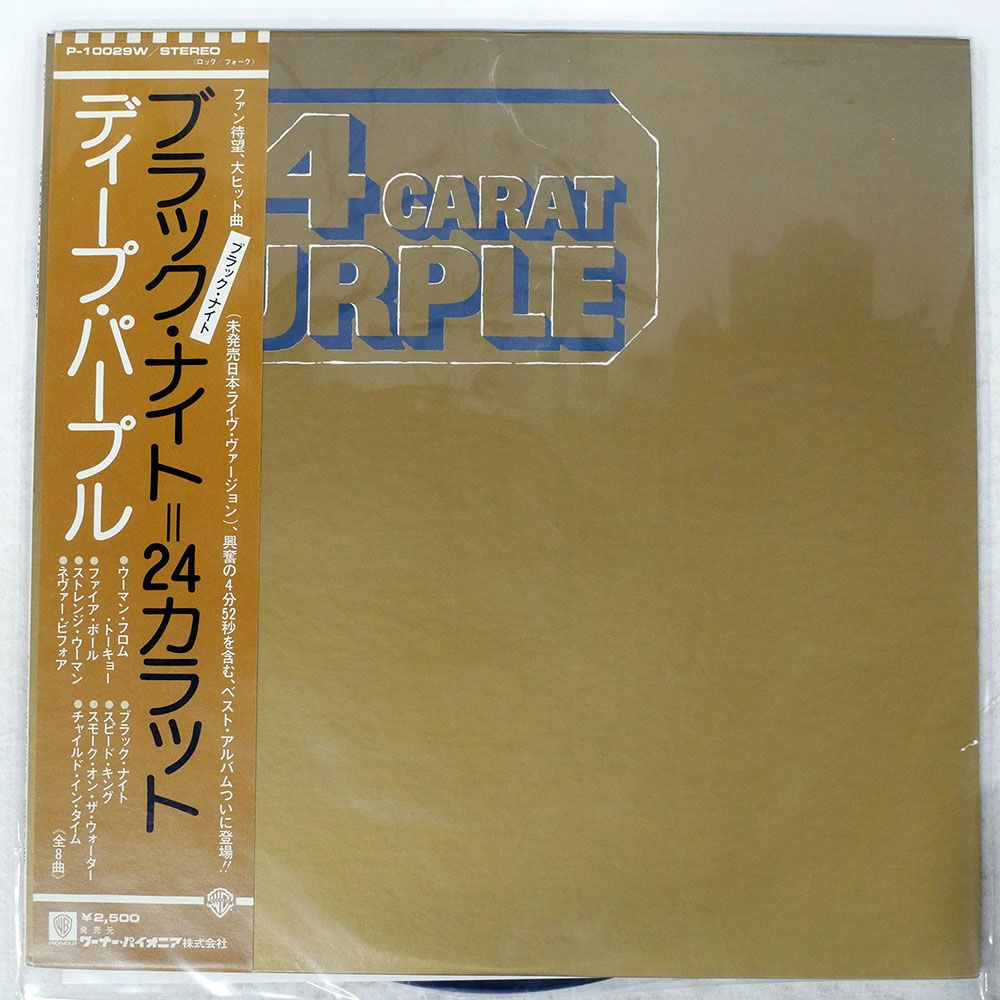 P-10029W/STEREO
(ロック/フォーク)
ファン待望、大ヒット曲 ブラック・ナイト (未発売日本ライヴ・ヴァージョン)、興奮の4分52秒を含む、ベスト・アルバムついに登場!!
ブラック・ナイト=24カラット
ディープ・パープル
●ウーマン・フロム
・トーキョー
●ファイア・ボール
●ストレンジ・ウーマン
●ネヴァー・ビフォア
●ブラック・ナイト
●スピード・キング
●スモーク・オン・ザ・ウォーター
●チャイルド・イン・タイム
《全8曲》
WB
PIONEER
¥2,500
発売元
ワーナー・パイオニア株式会社
4 CARAT
URPLE